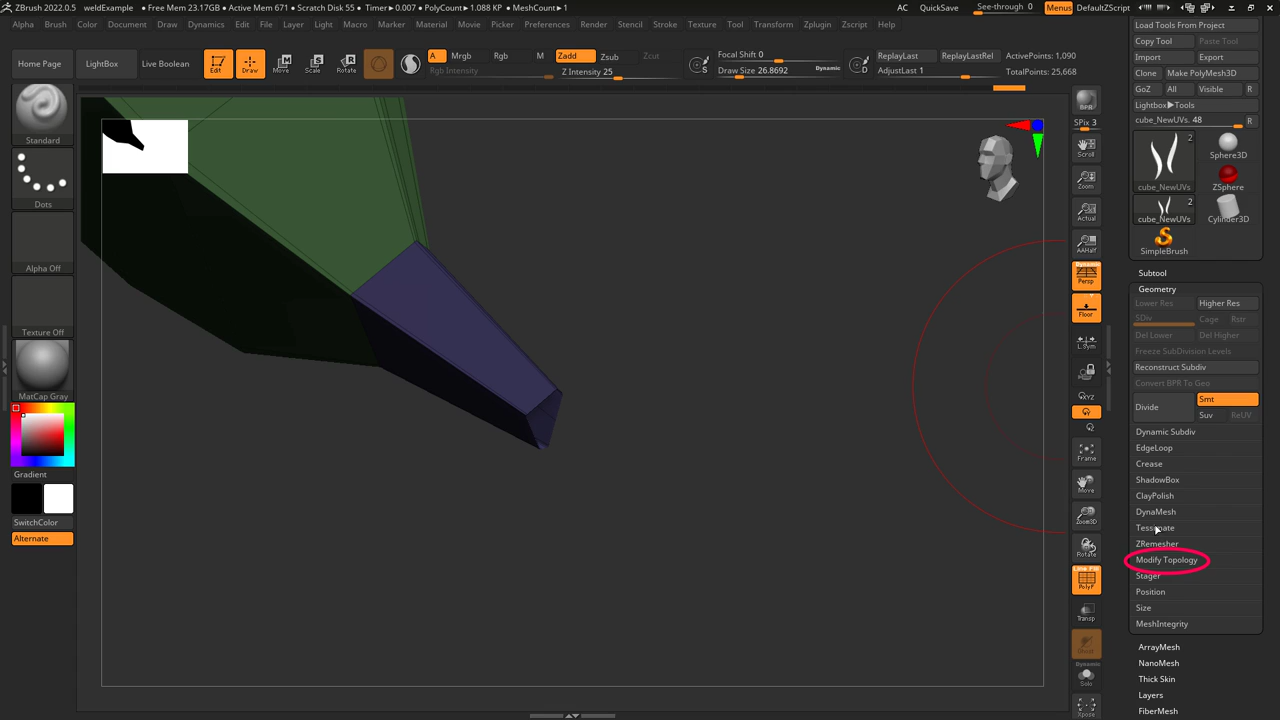 ZBrush 2022.0.5 weldExample • Free Mem 23.17GB • Active Mem 671 • Scratch Disk 55 • Timer▸0.007 • PolyCount▸1.088 KP • MeshCount▸1
AC QuickSave See-through 0 Menus DefaultZScript
Alpha Brush Color Document Draw Dynamics Edit File Layer Light Macro Marker Material Movie Picker Preferences Render Stencil Stroke Texture Tool Transform Zplugin Zscript Help
Home Page LightBox Live Boolean
Edit Draw Move Scale Rotate
A Mrgb Rgb M
Rgb Intensity
Zadd Zsub Zcut
Z Intensity 25
S
Focal Shift 0
Draw Size 26.8692 Dynamic
D
ReplayLast ReplayLastRel
AdjustLast 1
ActivePoints: 1,090
TotalPoints: 25,668
Standard
Dots
Alpha Off
Texture Off
MatCap Gray
Gradient
SwitchColor
Alternate
BPR
SPix 3
Scroll
Zoom
Actual
AAHalf
Dynamic
Persp
Floor
L.Sym
XYZ
Y
Z
Frame
Move
Zoom3D
Rotate
Line Fill
PolyF
Transp
Ghost
Dynamic
Solo
Xpose
Load Tools From Project
Copy Tool Paste Tool
Import Export
Clone Make PolyMesh3D
GoZ All Visible R
Lightbox▶Tools
cube_NewUVs. 48 R
2
cube_NewUVs
Sphere3D
ZSphere
2
cube_NewUVs
Cylinder3D
SimpleBrush
Subtool
Geometry
Lower Res Higher Res
SDiv Cage Rstr
Del Lower Del Higher
Freeze SubDivision Levels
Reconstruct Subdiv
Convert BPR To Geo
Divide Smt
Suv ReUV
Dynamic Subdiv
EdgeLoop
Crease
ShadowBox
ClayPolish
DynaMesh
ZRemesher
Modify Topology
Stager
Position
Size
MeshIntegrity
ArrayMesh
NanoMesh
Thick Skin
Layers
FiberMesh